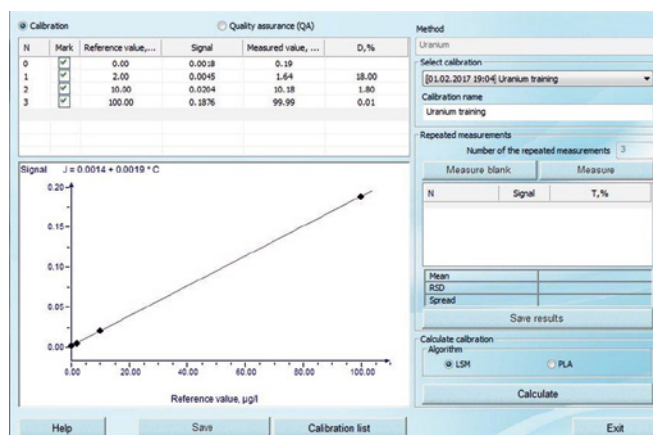 Calibration
Quality assurance (QA)
N Mark Reference value,... Signal Measured value, ... D, %
0 0.00 0.0018 0.19
1 2.00 0.0045 1.64 18.00
2 10.00 0.0204 10.18 1.80
3 100.00 0.1876 99.99 0.01
Signal J = 0.0014 + 0.0019 * C
0.20
0.15
0.10
0.05
0.00
0.00 20.00 40.00 60.00 80.00 100.00
Reference value, µg/l
Method
Uranium
Select calibration
[01.02.2017 19:04] Uranium training
Calibration name
Uranium training
Repeated measurements
Number of the repeated measurements 3
Measure blank Measure
N Signal T,%
Mean
RSD
Spread
Save results
Calculate calibration
Algorithm
LSM PLA
Calculate
Help Save Calibration list Exit